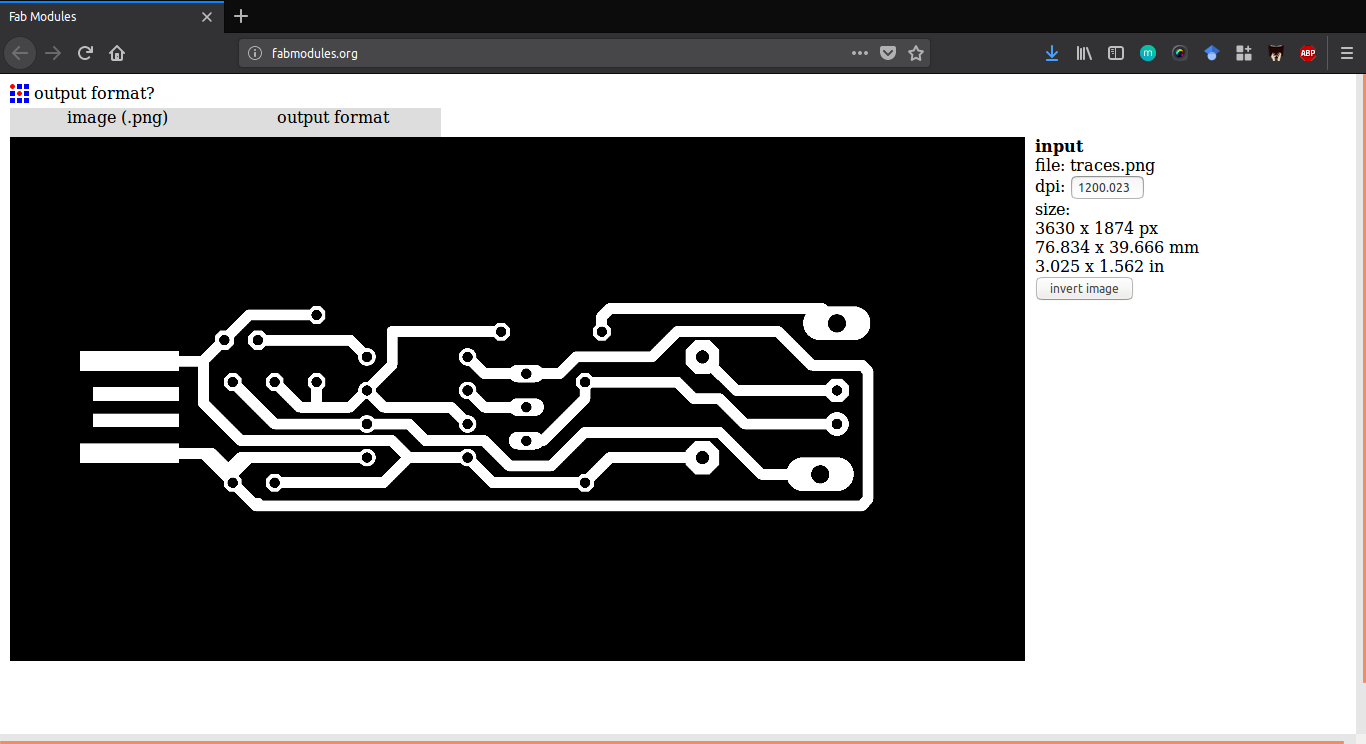 Fab Modules
fabmodules.org
ABP
output format?
image (.png) output format
input
file: traces.png
dpi: 1200.023
size:
3630 x 1874 px
76.834 x 39.666 mm
3.025 x 1.562 in
invert image